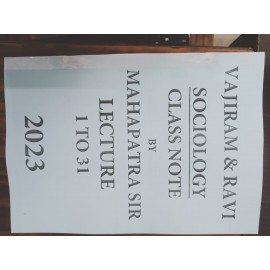 VAJIRAM & RAVI
SOCIOLOGY
CLASS NOTE
BY
MAHAPATRA SIR
LECTURE
1 TO 31
2023